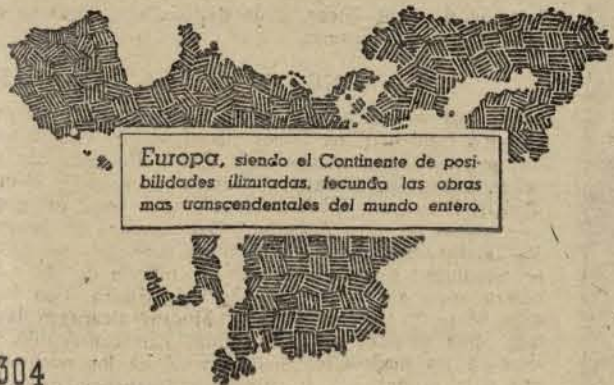 Europa, siendo el Continente de posi-
bilidades ilimitadas, fecunda las obras
mas transcendentales del mundo entero.
304